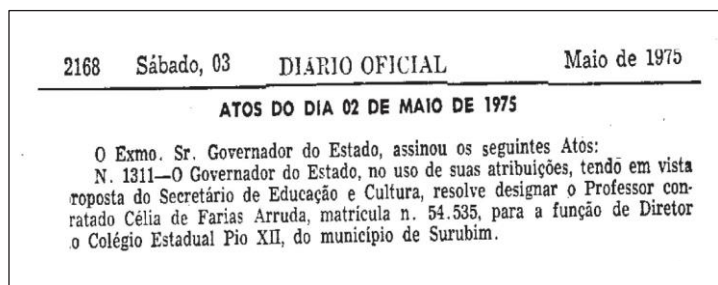 2168 Sábado, 03 DIÁRIO OFICIAL Maio de 1975
ATOS DO DIA 02 DE MAIO DE 1975
O Exmo. Sr. Governador do Estado, assinou os seguintes Atos:
N. 1311—O Governador do Estado, no uso de suas atribuições, tendo em vista
roposta do Secretário de Educação e Cultura, resolve designar o Professor con-
ratado Célia de Farias Arruda, matrícula n. 54.535, para a função de Diretor
o Colégio Estadual Pio XII, do município de Surubim.